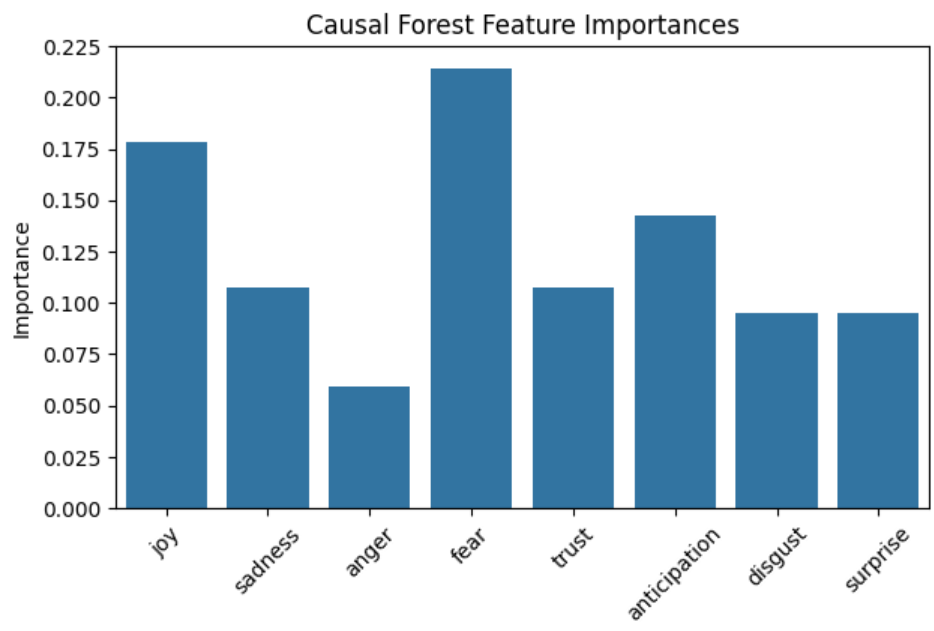 Causal Forest Feature Importances
0.225
0.200
0.175
0.150
0.125
0.100
0.075
0.050
0.025
0.000
Importance
joy
sadness
anger
fear
trust
anticipation
disgust
surprise